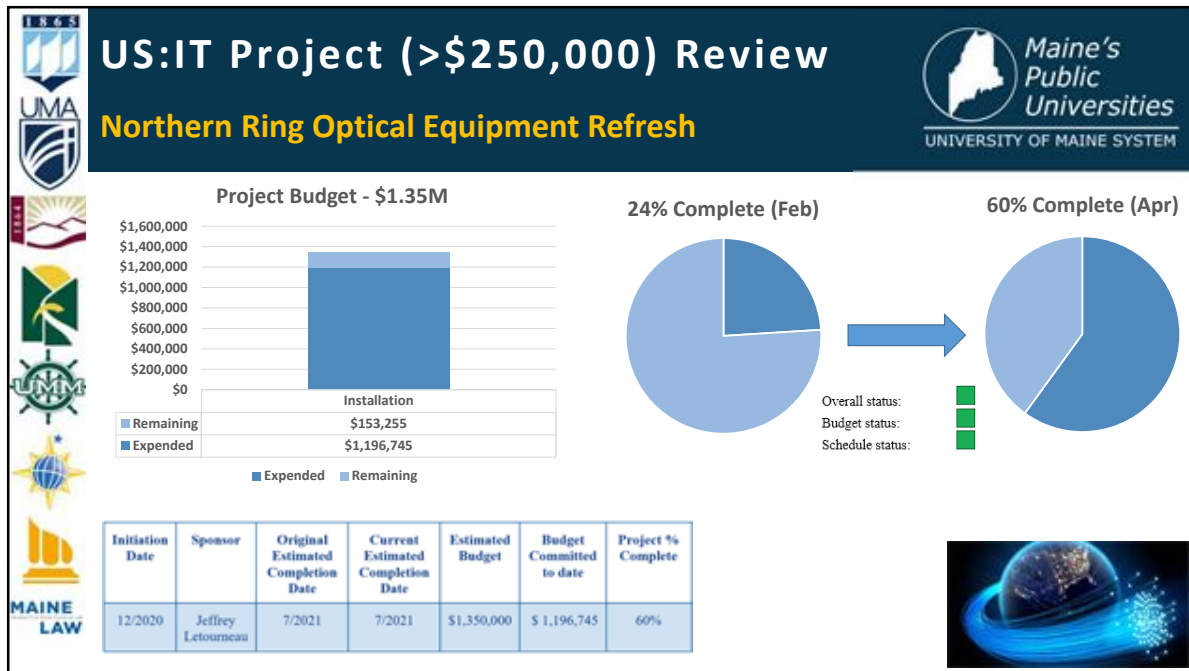 1865
UMA
1864
UMM
MAINE
LAW
US:IT Project (>$250,000) Review
Northern Ring Optical Equipment Refresh
Maine's
Public
Universities
UNIVERSITY OF MAINE SYSTEM
Project Budget - $1.35M
$1,600,000
$1,400,000
$1,200,000
$1,000,000
$800,000
$600,000
$400,000
$200,000
$0
Installation
Remaining $153,255
Expended $1,196,745
Expended Remaining
24% Complete (Feb)
60% Complete (Apr)
Overall status:
Budget status:
Schedule status:
Initiation Date Sponsor Original Estimated Completion Date Current Estimated Completion Date Estimated Budget Budget Committed to date Project % Complete
12/2020 Jeffrey Letourneau 7/2021 7/2021 $1,350,000 $ 1,196,745 60%